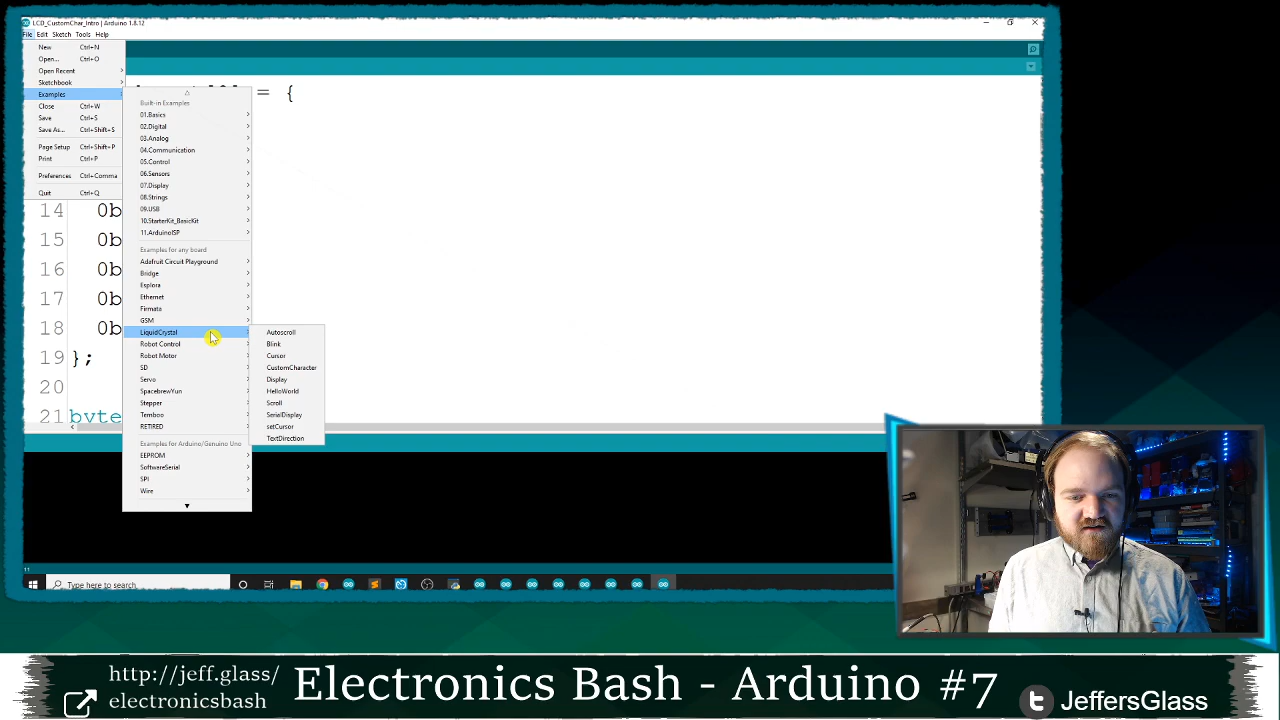 LCD_CustomChar_Intro | Arduino 1.8.12
File Edit Sketch Tools Help
New Ctrl+N
Open... Ctrl+O
Open Recent
Sketchbook
Examples
Close Ctrl+W
Save Ctrl+S
Save As... Ctrl+Shift+S
Page Setup Ctrl+Shift+P
Print Ctrl+P
Preferences Ctrl+Comma
Quit Ctrl+Q
Built-in Examples
01.Basics
02.Digital
03.Analog
04.Communication
05.Control
06.Sensors
07.Display
08.Strings
09.USB
10.StarterKit_BasicKit
11.ArduinoISP
Examples for any board
Adafruit Circuit Playground
Bridge
Esplora
Ethernet
Firmata
GSM
LiquidCrystal
Robot Control
Robot Motor
SD
Servo
SpacebrewYun
Stepper
Temboo
RETIRED
Examples for Arduino/Genuino Uno
EEPROM
SoftwareSerial
SPI
Wire
Autoscroll
Blink
Cursor
CustomCharacter
Display
HelloWorld
Scroll
SerialDisplay
setCursor
TextDirection
= {
14 0b
15 0b
16 0b
17 0b
18 0b
19 };
20
21 byte
11
Type here to search
http://jeff.glass/
electronicsbash
Electronics Bash - Arduino #7
JeffersGlass